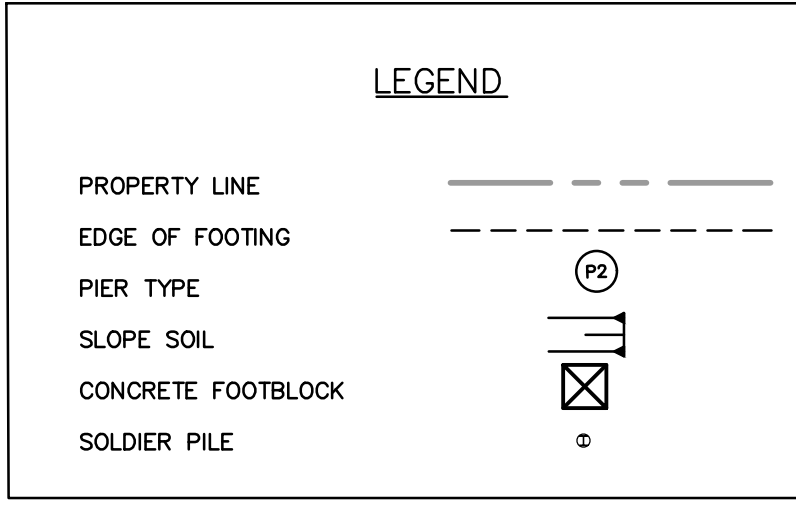 LEGEND
PROPERTY LINE
EDGE OF FOOTING
PIER TYPE P2
SLOPE SOIL
CONCRETE FOOTBLOCK
SOLDIER PILE